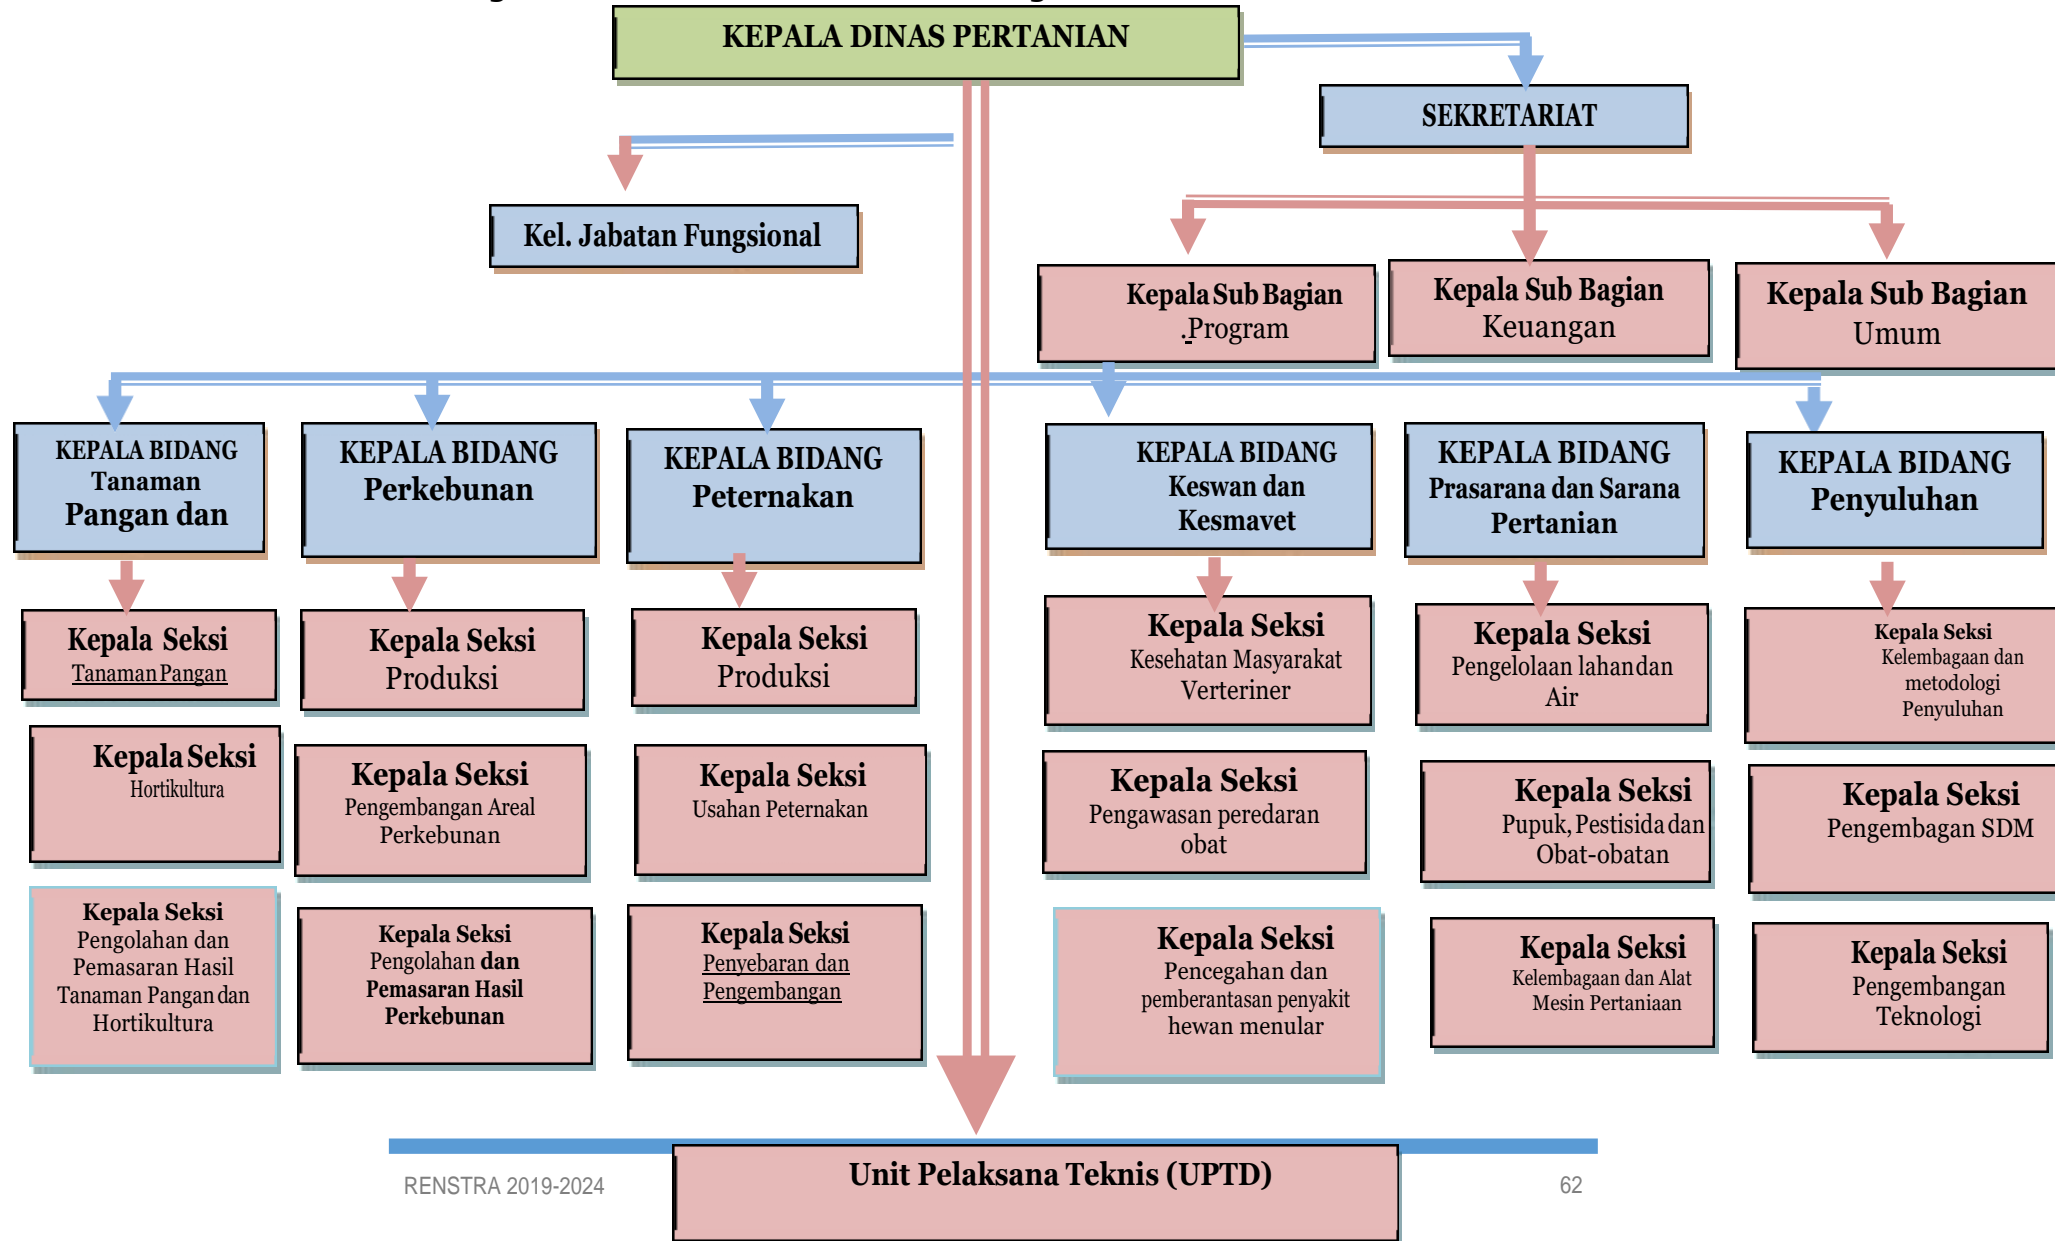 KEPALA DINAS PERTANIAN
SEKRETARIAT
Kel. Jabatan Fungsional
Kepala Sub Bagian
.Program
Kepala Sub Bagian
Keuangan
Kepala Sub Bagian
Umum
KEPALA BIDANG
Tanaman
Pangan dan
KEPALA BIDANG
Perkebunan
KEPALA BIDANG
Peternakan
KEPALA BIDANG
Keswan dan
Kesmavet
KEPALA BIDANG
Prasarana dan Sarana
Pertanian
KEPALA BIDANG
Penyuluhan
Kepala Seksi
Tanaman Pangan
Kepala Seksi
Produksi
Kepala Seksi
Produksi
Kepala Seksi
Kesehatan Masyarakat
Verteriner
Kepala Seksi
Pengelolaan lahan dan
Air
Kepala Seksi
Kelembagaan dan
metodologi
Penyuluhan
Kepala Seksi
Hortikultura
Kepala Seksi
Pengembangan Areal
Perkebunan
Kepala Seksi
Usahan Peternakan
Kepala Seksi
Pengawasan peredaran
obat
Kepala Seksi
Pupuk, Pestisida dan
Obat-obatan
Kepala Seksi
Pengembagan SDM
Kepala Seksi
Pengolahan dan
Pemasaran Hasil
Tanaman Pangan dan
Hortikultura
Kepala Seksi
Pengolahan dan
Pemasaran Hasil
Perkebunan
Kepala Seksi
Penyebaran dan
Pengembangan
Kepala Seksi
Pencegahan dan
pemberantasan penyakit
hewan menular
Kepala Seksi
Kelembagaan dan Alat
Mesin Pertaniaan
Kepala Seksi
Pengembangan
Teknologi
Unit Pelaksana Teknis (UPTD)
RENSTRA 2019-2024
62